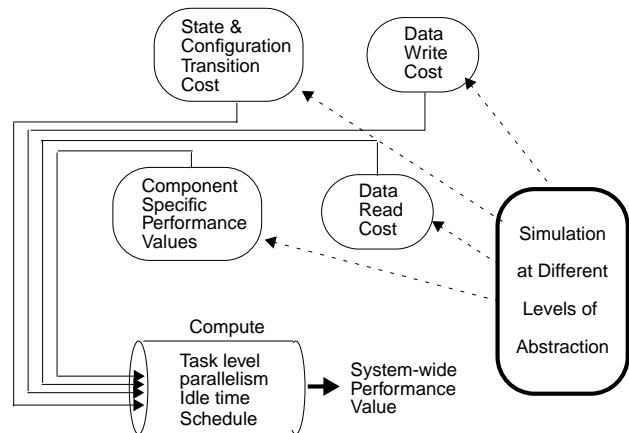 State &
Configuration
Transition
Cost
Data
Write
Cost
Component
Specific
Performance
Values
Data
Read
Cost
Simulation
at Different
Levels of
Abstraction
Compute
Task level
parallelism
Idle time
Schedule
System-wide
Performance
Value